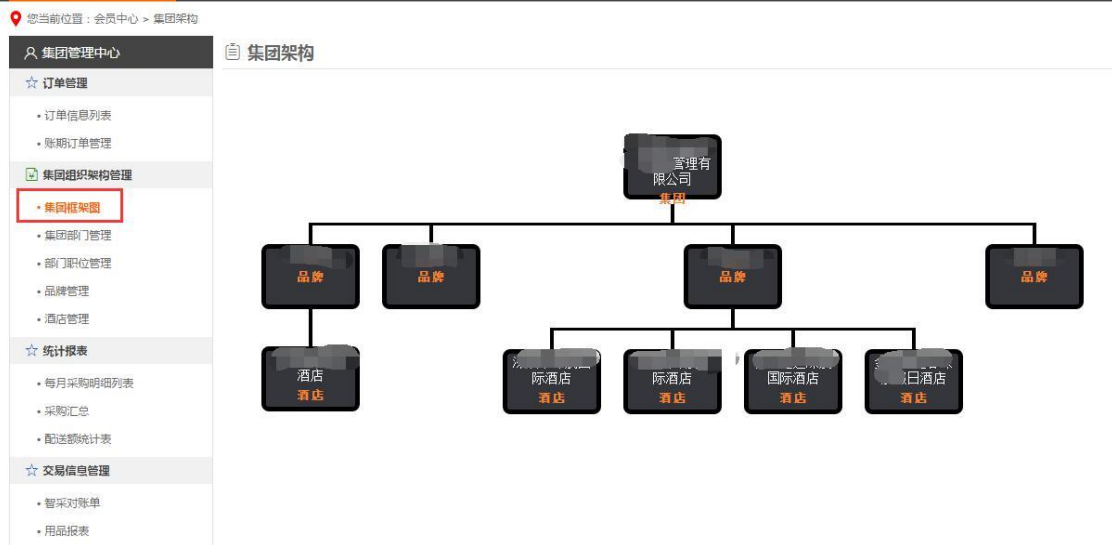 您当前位置：会员中心 > 集团架构
集团管理中心
集团架构
订单管理
• 订单信息列表
• 账期订单管理
集团组织架构管理
• 集团框架图
• 集团部门管理
• 部门职位管理
• 品牌管理
• 酒店管理
统计报表
• 每月采购明细列表
• 采购汇总
• 配送额统计表
交易信息管理
• 智采对账单
• 用品报表
管理有
限公司
集团
品牌
品牌
品牌
品牌
酒店
酒店
际酒店
酒店
际酒店
酒店
国际酒店
酒店
日酒店
酒店